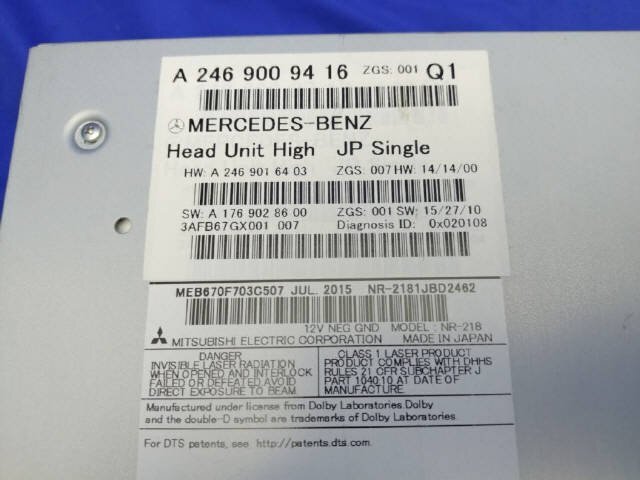 A 246 900 94 16 ZGS: 001 Q1
MERCEDES-BENZ
Head Unit High JP Single
HW: A 246 901 64 03 ZGS: 007 HW: 14/14/00
SW: A 176 902 86 00 ZGS: 001 SW: 15/27/10
3AFB67GX001 007 Diagnosis ID: 0x020108
MEB670F703C507 JUL. 2015 NR-2181JBD2462
12V NEG GND MODEL: NR-218
MITSUBISHI ELECTRIC CORPORATION MADE IN JAPAN
DANGER
INVISIBLE LASER RADIATION
WHEN OPENED AND INTERLOCK
FAILED OR DEFEATED.AVOID
DIRECT EXPOSURE TO BEAM.
CLASS 1 LASER PRODUCT
PRODUCT COMPLIES WITH DHHS
RULES 21 CFR SUBCHAPTER J
PART 1040.10 AT DATE OF
MANUFACTURE
Manufactured under license from Dolby Laboratories.Dolby
and the double-D symbol are trademarks of Dolby Laboratories.
For DTS patents, see http://patents.dts.com.